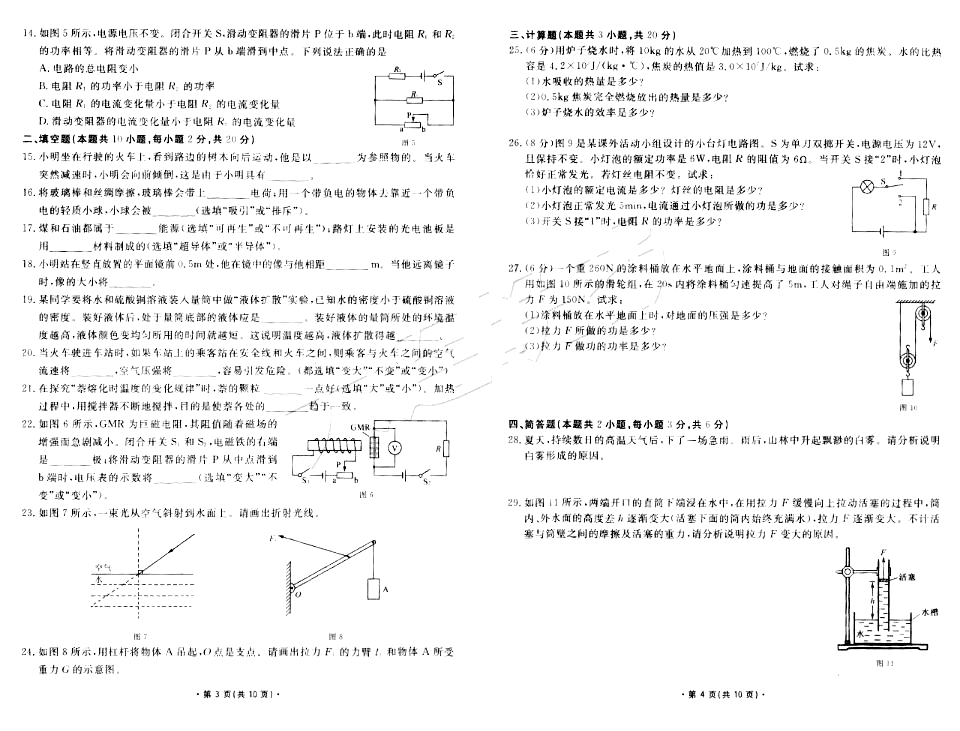 14. 如图5所示,电源电压不变。闭合开关S,滑动变阻器的滑片P位于b端,此时电阻R₁和R₂
的功率相等。将滑动变阻器的滑片P从b端滑到中点。下列说法正确的是
A. 电路的总电阻变小
B. 电阻R₁的功率小于电阻R₂的功率
C. 电阻R₁的电流变化量小于电阻R₂的电流变化量
D. 滑动变阻器的电流变化量小于电阻R₂的电流变化量
R₂
S
R₁
P
a
b
图5
二、填空题(本题共10小题,每小题2分,共20分)
15. 小明坐在行驶的火车上,看到路边的树木向后运动,他是以______为参照物的。当火车
突然减速时,小明会向前倾倒,这是由于小明具有______。
16. 将玻璃棒和丝绸摩擦,玻璃棒会带上______电荷;用一个带负电的物体去靠近一个带负
电的轻质小球,小球会被______(选填“吸引”或“排斥”)。
17. 煤和石油都属于______能源(选填“可再生”或“不可再生”);路灯上安装的光电池板是
用______材料制成的(选填“超导体”或“半导体”)。
18. 小明站在竖直放置的平面镜前0.5m处,他在镜中的像与他相距______m。当他远离镜子
时,像的大小将______。
19. 某同学要将水和硫酸铜溶液装入量筒中做“液体扩散”实验,已知水的密度小于硫酸铜溶液
的密度。装好液体后,处于量筒底部的液体应是______。装好液体的量筒所处的环境温
度越高,液体颜色变均匀所用的时间就越短。这说明温度越高,液体扩散得越______。
20. 当火车驶进车站时,如果车站上的乘客站在安全线和火车之间,则乘客与火车之间的空气
流速将______,空气压强将______,容易引发危险。(都选填“变大”“不变”或“变小”)
21. 在探究“萘熔化时温度的变化规律”时,萘的颗粒______一点好(选填“大”或“小”)。加热
过程中,用搅拌器不断地搅拌,目的是使萘各处的______趋于一致。
22. 如图6所示,GMR为巨磁电阻,其阻值随着磁场的
增强而急剧减小。闭合开关S₁和S₂,电磁铁的右端
是______极;将滑动变阻器的滑片P从中点滑到
b端时,电压表的示数将______(选填“变大”“不
变”或“变小”)。
GMR
V
R
P
S₁
a
b
S₂
图6
23. 如图7所示,一束光从空气斜射到水面上。请画出折射光线。
空气
水
图7
F₁
O
A
图8
24. 如图8所示,用杠杆将物体A吊起,O点是支点。请画出拉力F₁的力臂l₁和物体A所受
重力G的示意图。
·第3页(共10页)·
三、计算题(本题共3小题,共20分)
25. (6分)用炉子烧水时,将10kg的水从20℃加热到100℃,燃烧了0.5kg的焦炭。水的比热
容是4.2×10³J/(kg·℃),焦炭的热值是3.0×10⁷J/kg。试求:
(1)水吸收的热量是多少?
(2)0.5kg焦炭完全燃烧放出的热量是多少?
(3)炉子烧水的效率是多少?
26. (8分)图9是某课外活动小组设计的小台灯电路图。S为单刀双掷开关,电源电压为12V,
且保持不变。小灯泡的额定功率是6W,电阻R的阻值为6Ω。当开关S接“2”时,小灯泡
恰好正常发光。若灯丝电阻不变。试求:
(1)小灯泡的额定电流是多少?灯丝的电阻是多少?
(2)小灯泡正常发光5min,电流通过小灯泡所做的功是多少?
(3)开关S接“1”时,电阻R的功率是多少?
S
1
2
R
图9
27. (6分)一个重260N的涂料桶放在水平地面上,涂料桶与地面的接触面积为0.1m²。工人
用如图10所示的滑轮组,在20s内将涂料桶匀速提高了5m,工人对绳子自由端施加的拉
力F为150N。试求:
(1)涂料桶放在水平地面上时,对地面的压强是多少?
(2)拉力F所做的功是多少?
(3)拉力F做功的功率是多少?
F
图10
四、简答题(本题共2小题,每小题3分,共6分)
28. 夏天,持续数日的高温天气后,下了一场急雨。雨后,山林中升起飘渺的白雾。请分析说明
白雾形成的原因。
29. 如图11所示,两端开口的直筒下端浸在水中,在用拉力F缓慢向上拉动活塞的过程中,筒
内、外水面的高度差h逐渐变大(活塞下面的筒内始终充满水),拉力F逐渐变大。不计活
塞与筒壁之间的摩擦及活塞的重力,请分析说明拉力F变大的原因。
F
活塞
h
水槽
水
图11
·第4页(共10页)·